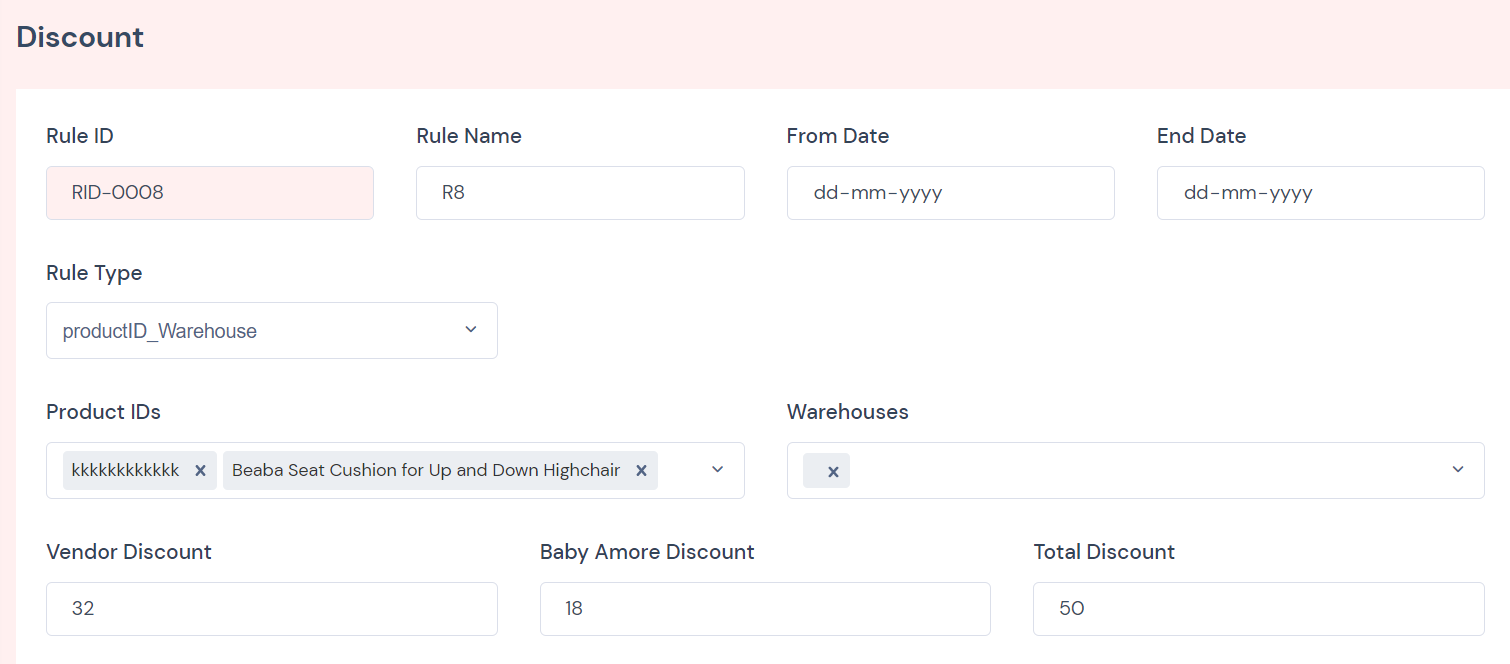 Discount
Rule ID Rule Name From Date End Date
RID-0008 R8 dd-mm-yyyy dd-mm-yyyy
Rule Type
productID_Warehouse
Product IDs Warehouses
kkkkkkkkkkkk Beaba Seat Cushion for Up and Down Highchair
Vendor Discount Baby Amore Discount Total Discount
32 18 50